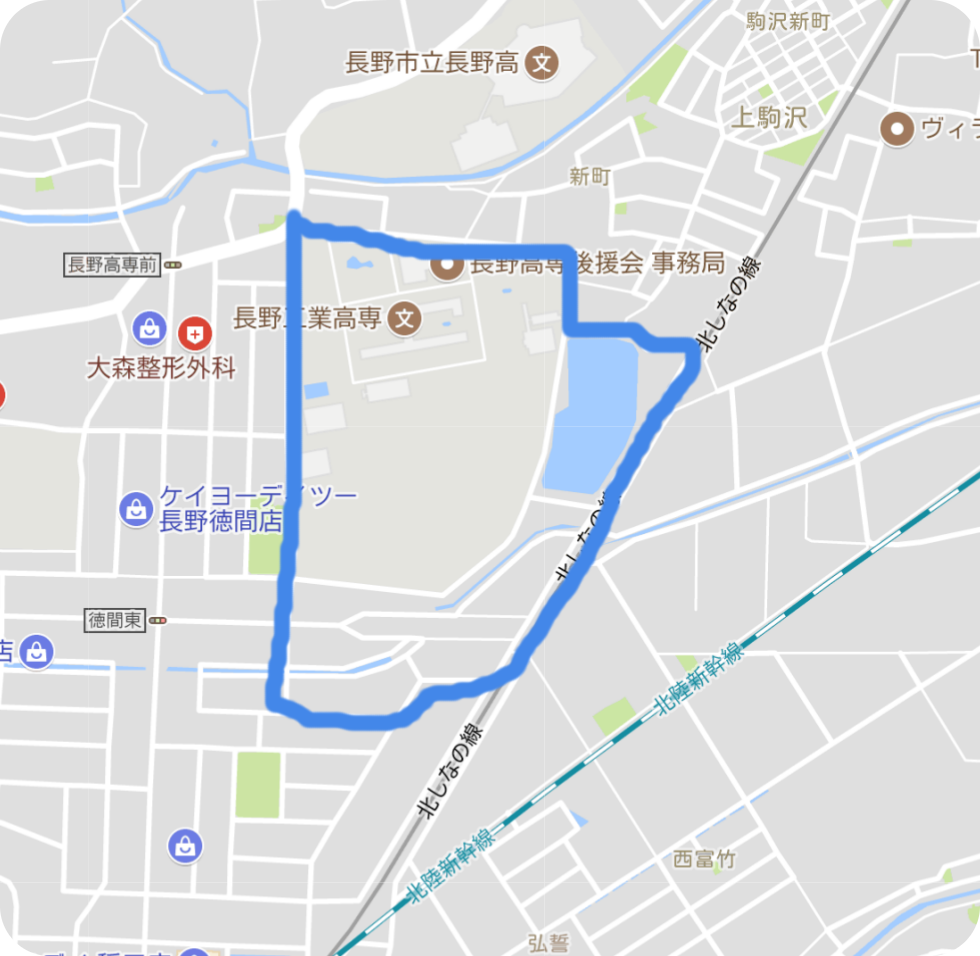 駒沢新町
長野市立長野高
文
上駒沢
ヴィラ
新町
長野高専前
長野高専後援会 事務局
北しなの線
長野工業高専
文
大森整形外科
ケイヨーデイツー
長野徳間店
北しなの線
徳間東
店
北陸新幹線
北しなの線
北陸新幹線
西富竹
弘誓